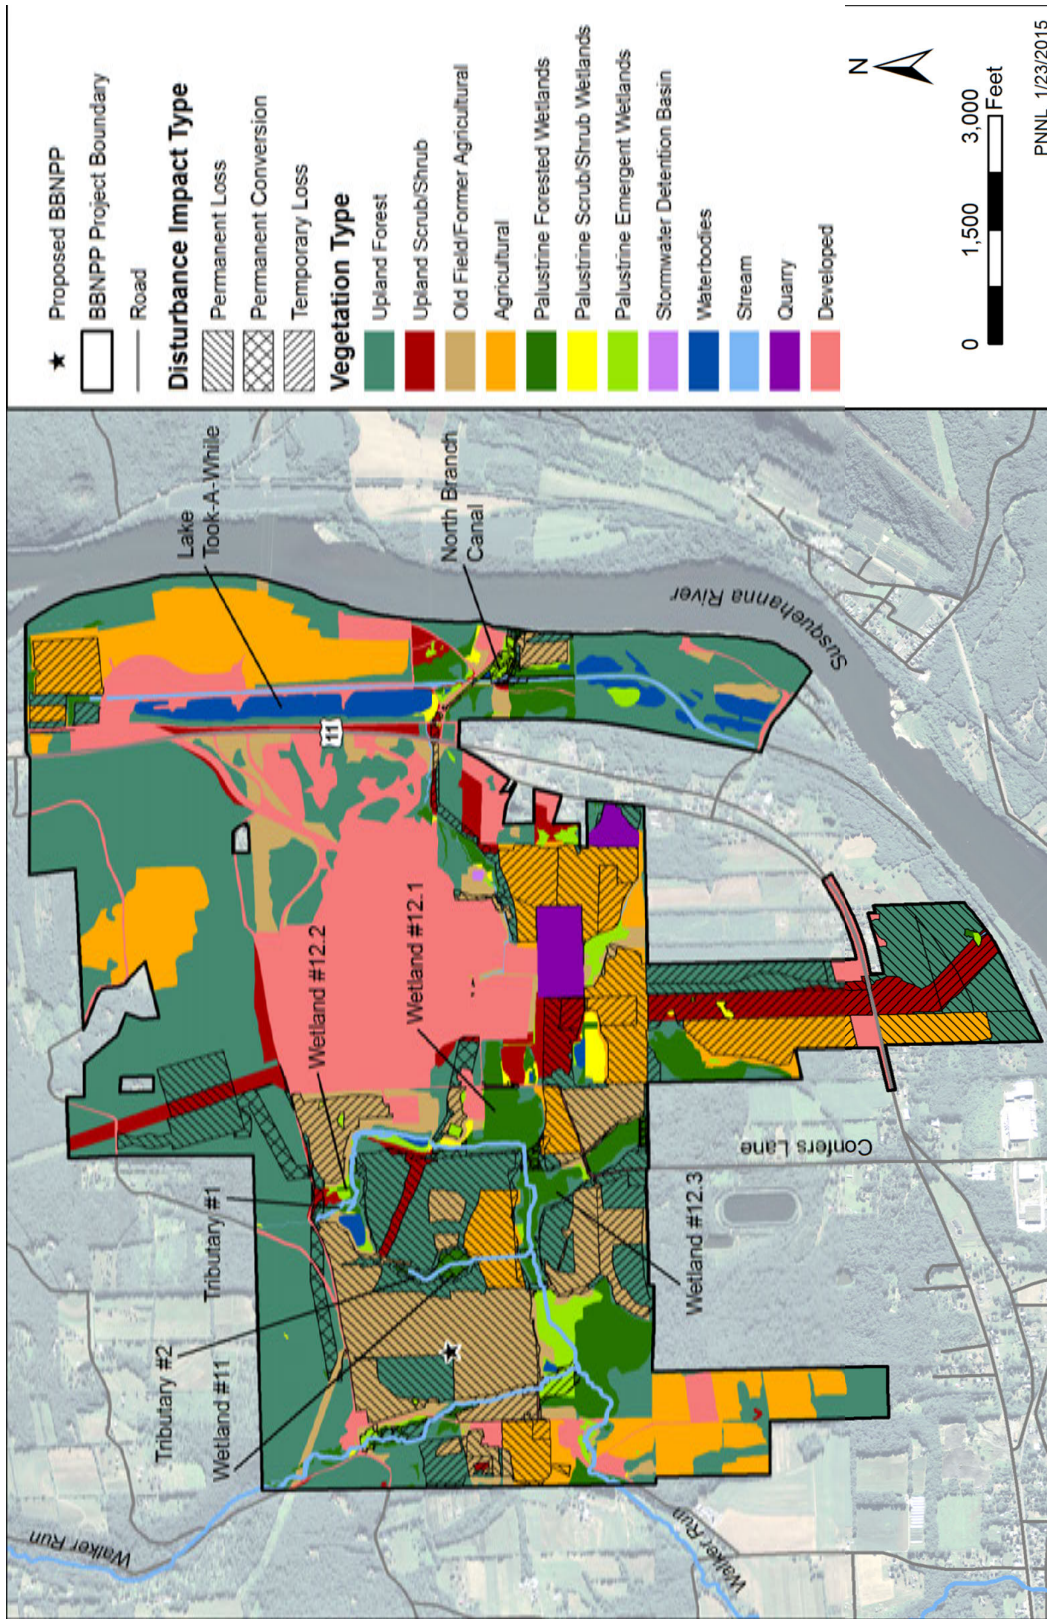 Proposed BBNPP
BBNPP Project Boundary
Road
Disturbance Impact Type
Permanent Loss
Permanent Conversion
Temporary Loss
Vegetation Type
Upland Forest
Upland Scrub/Shrub
Old Field/Former Agricultural
Agricultural
Palustrine Forested Wetlands
Palustrine Scrub/Shrub Wetlands
Palustrine Emergent Wetlands
Stormwater Detention Basin
Waterbodies
Stream
Quarry
Developed
N
0 1,500 3,000
Feet
PNNL 1/23/2015
Lake
Took-A-While
North Branch
Canal
Susquehanna River
11
Wetland #12.2
Wetland #12.1
Tributary #1
Tributary #2
Wetland #11
Wetland #12.3
Confers Lane
Walker Run
Walker Run